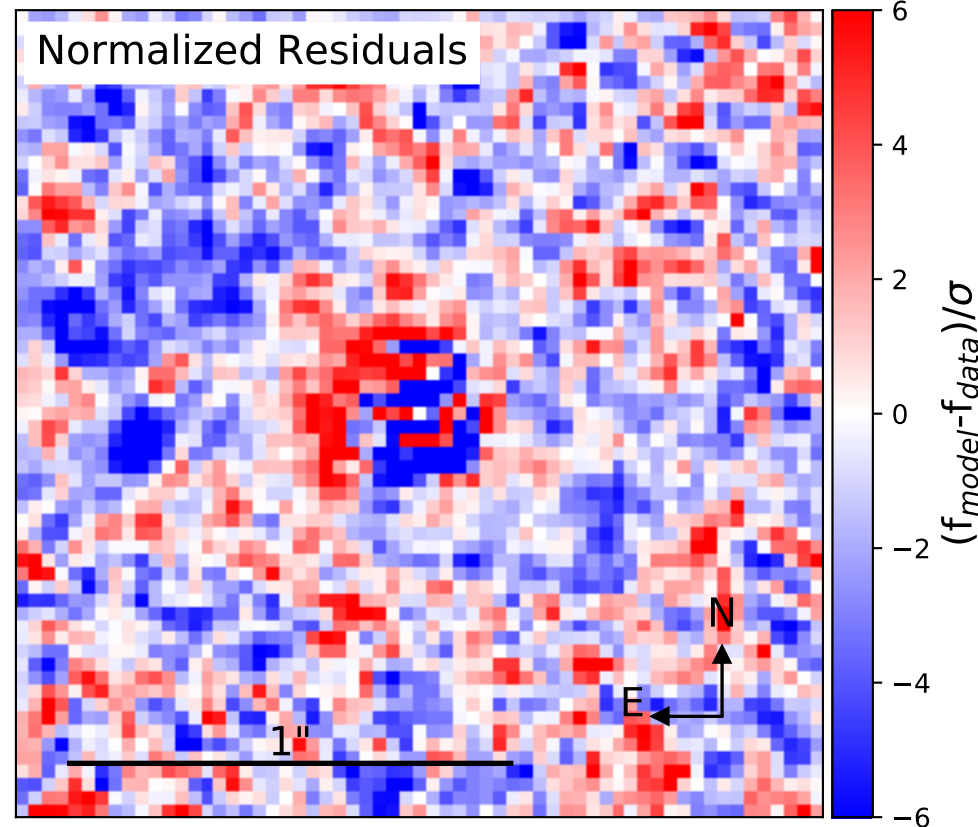 Normalized Residuals
6
4
2
0
−2
−4
−6
(f_model-f_data)/σ
N
E
1"